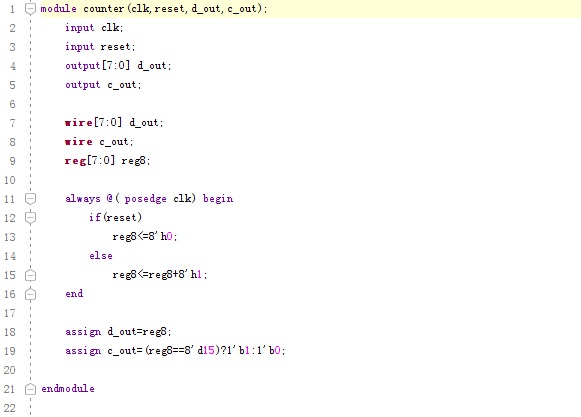 1 module counter(clk,reset,d_out,c_out);
2     input clk;
3     input reset;
4     output[7:0] d_out;
5     output c_out;
6
7     wire[7:0] d_out;
8     wire c_out;
9     reg[7:0] reg8;
10
11     always @( posedge clk) begin
12         if(reset)
13             reg8<=8'h0;
14         else
15             reg8<=reg8+8'h1;
16     end
17
18     assign d_out=reg8;
19     assign c_out=(reg8==8'd15)?1'b1:1'b0;
20
21 endmodule
22